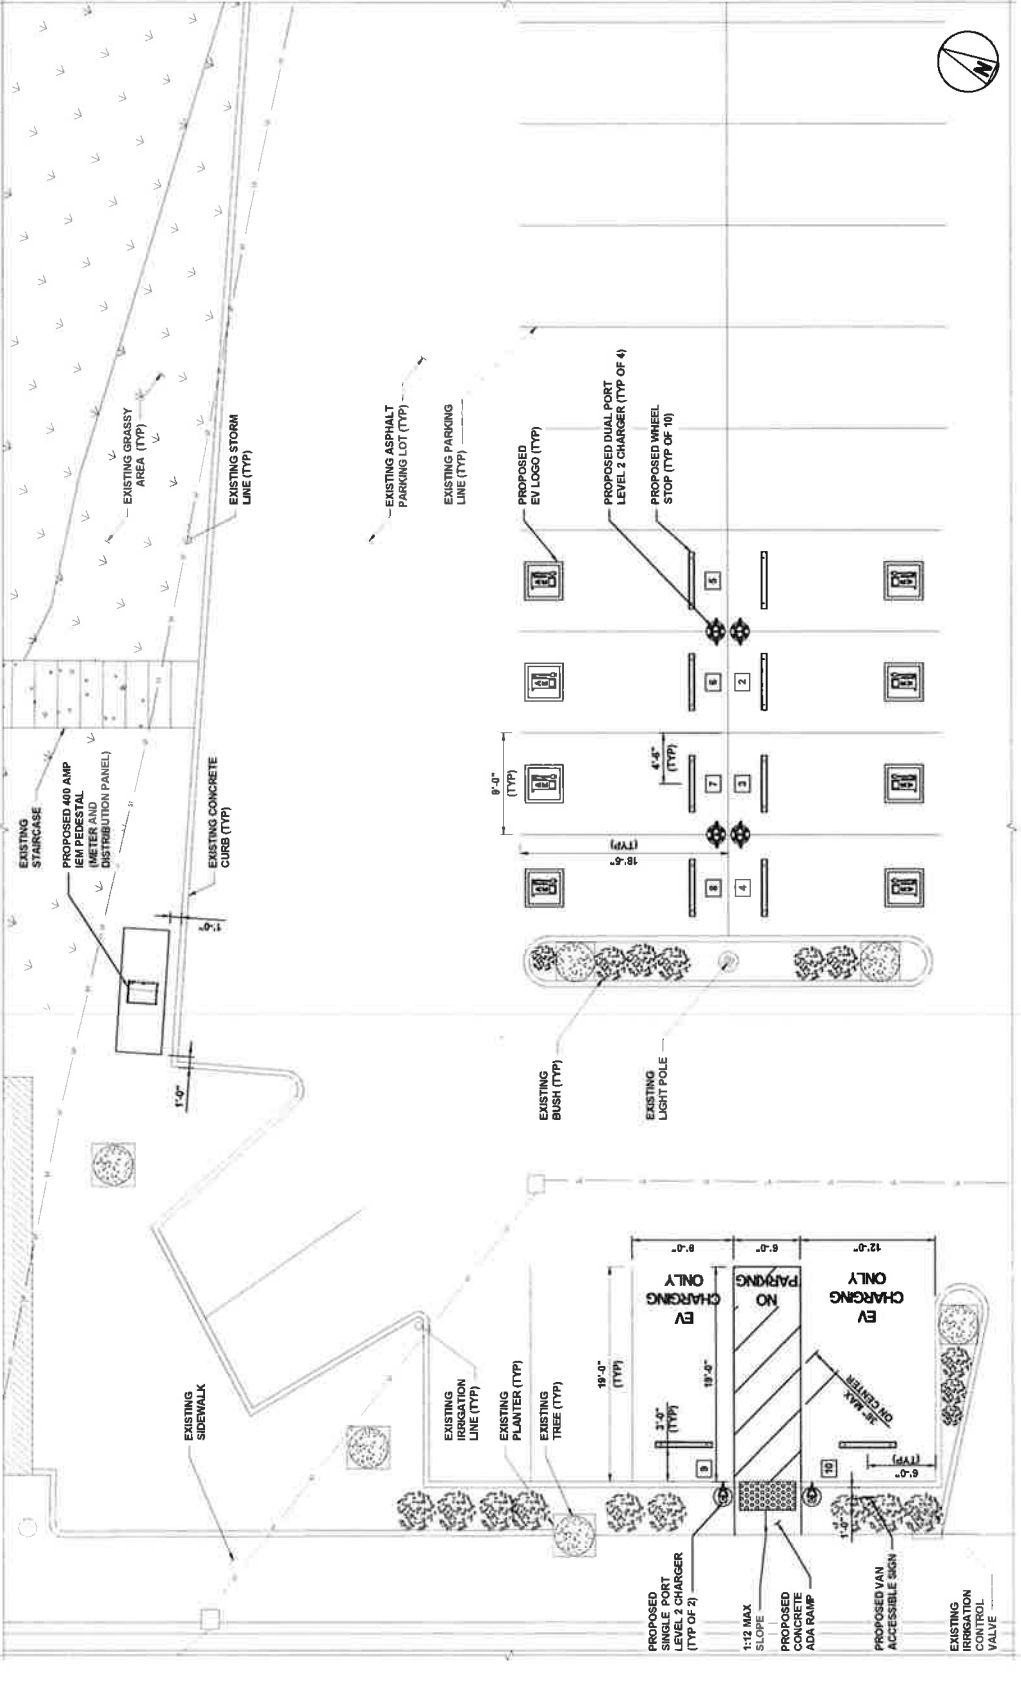 EXISTING GRASSY
AREA (TYP)
EXISTING STORM
LINE (TYP)
EXISTING ASPHALT
PARKING LOT (TYP)
EXISTING PARKING
LINE (TYP)
PROPOSED
EV LOGO (TYP)
PROPOSED DUAL PORT
LEVEL 2 CHARGER (TYP OF 4)
PROPOSED WHEEL
STOP (TYP OF 10)
N
EXISTING
STAIRCASE
PROPOSED 400 AMP
IEM PEDESTAL
(METER AND
DISTRIBUTION PANEL)
EXISTING CONCRETE
CURB (TYP)
1'-0"
1'-0"
9'-0"
(TYP)
18'-6"
(TYP)
4'-6"
(TYP)
5
6
2
7
3
8
4
EXISTING
BUSH (TYP)
EXISTING
LIGHT POLE
EXISTING
SIDEWALK
EXISTING
IRRIGATION
LINE (TYP)
EXISTING
PLANTER (TYP)
EXISTING
TREE (TYP)
19'-0"
(TYP)
3'-0"
(TYP)
19'-0"
9'-0"
6'-0"
12'-0"
EV
CHARGING
ONLY
NO
PARKING
EV
CHARGING
ONLY
36" MAX
ON CENTER
6'-0"
(TYP)
1'-0"
9
10
PROPOSED
SINGLE PORT
LEVEL 2 CHARGER
(TYP OF 2)
1:12 MAX
SLOPE
PROPOSED
CONCRETE
ADA RAMP
PROPOSED VAN
ACCESSIBLE SIGN
EXISTING
IRRIGATION
CONTROL
VALVE